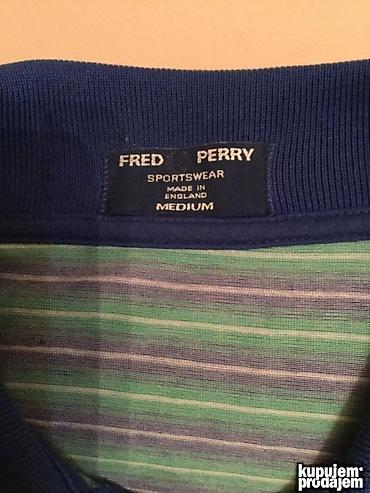 FRED PERRY
SPORTSWEAR
MADE IN
ENGLAND
MEDIUM
kupujem
prodajem